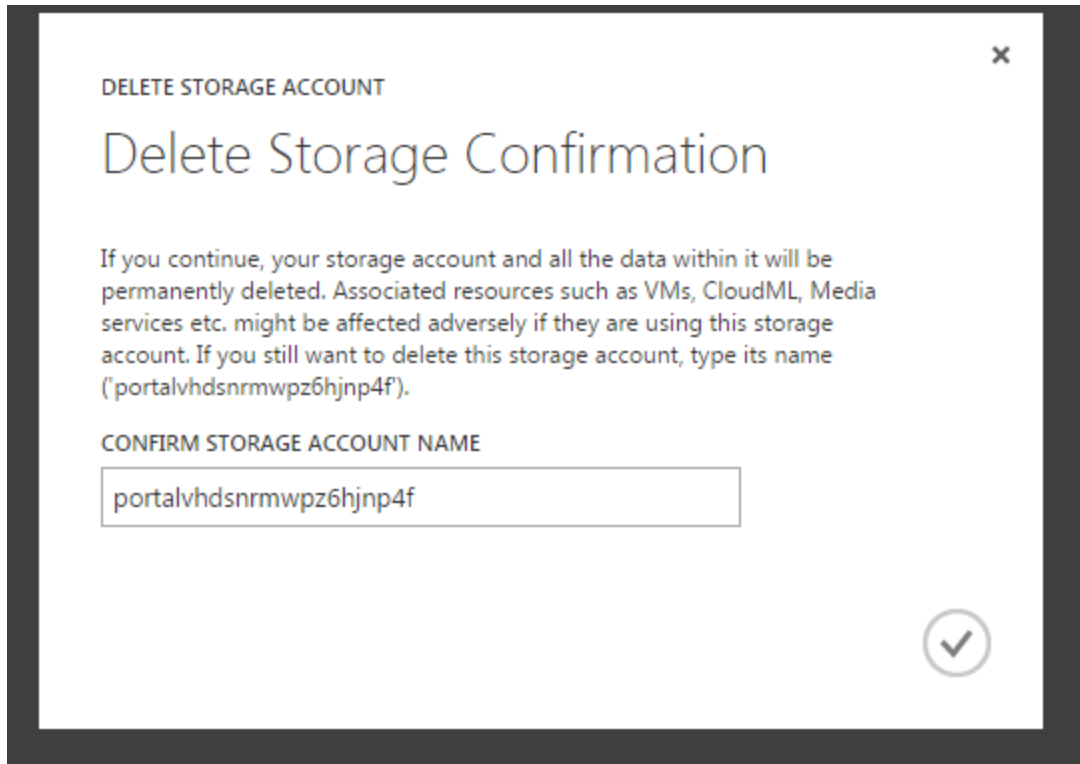 DELETE STORAGE ACCOUNT
Delete Storage Confirmation
If you continue, your storage account and all the data within it will be
permanently deleted. Associated resources such as VMs, CloudML, Media
services etc. might be affected adversely if they are using this storage
account. If you still want to delete this storage account, type its name
('portalvhdsnrmwpz6hjnp4f').
CONFIRM STORAGE ACCOUNT NAME
portalvhdsnrmwpz6hjnp4f